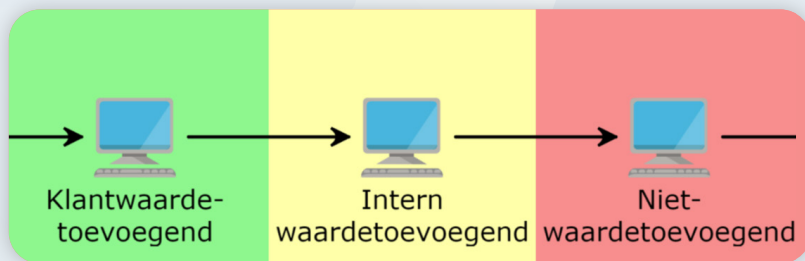 Klantwaarde-
toevoegend
Intern
waardetoevoegend
Niet-
waardetoevoegend